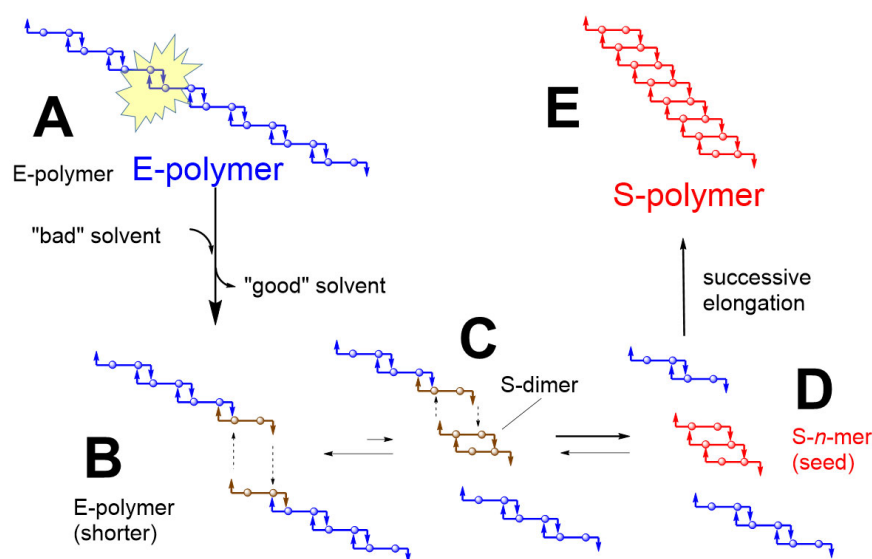 A
E-polymer
E-polymer
"bad" solvent
"good" solvent
B
E-polymer
(shorter)
C
S-dimer
D
S-n-mer
(seed)
successive
elongation
E
S-polymer